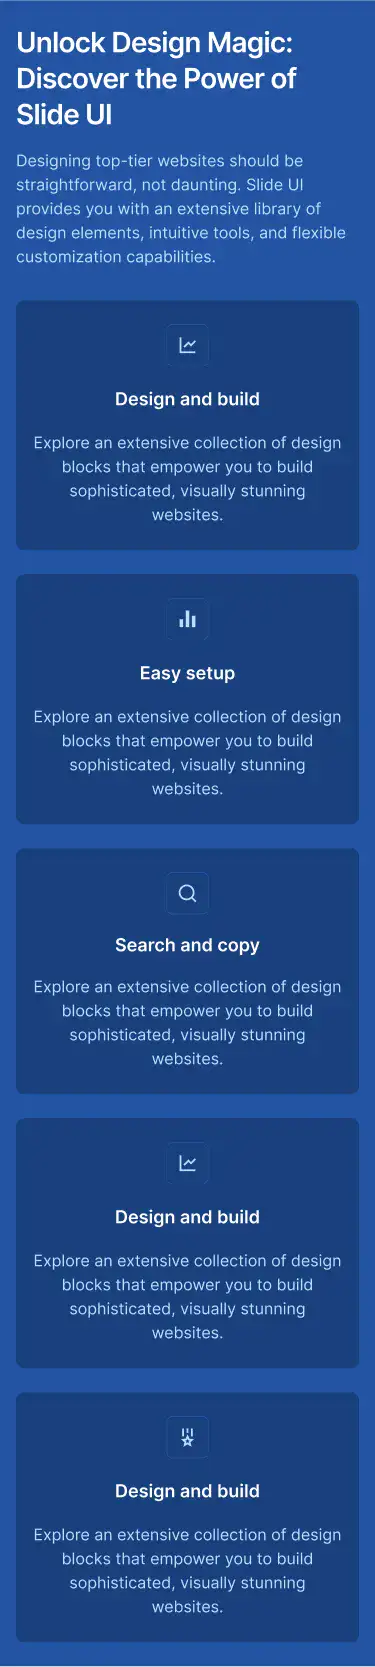 Unlock Design Magic:
Discover the Power of
Slide UI
Designing top-tier websites should be
straightforward, not daunting. Slide UI
provides you with an extensive library of
design elements, intuitive tools, and flexible
customization capabilities.
Design and build
Explore an extensive collection of design
blocks that empower you to build
sophisticated, visually stunning
websites.
Easy setup
Explore an extensive collection of design
blocks that empower you to build
sophisticated, visually stunning
websites.
Search and copy
Explore an extensive collection of design
blocks that empower you to build
sophisticated, visually stunning
websites.
Design and build
Explore an extensive collection of design
blocks that empower you to build
sophisticated, visually stunning
websites.
Design and build
Explore an extensive collection of design
blocks that empower you to build
sophisticated, visually stunning
websites.